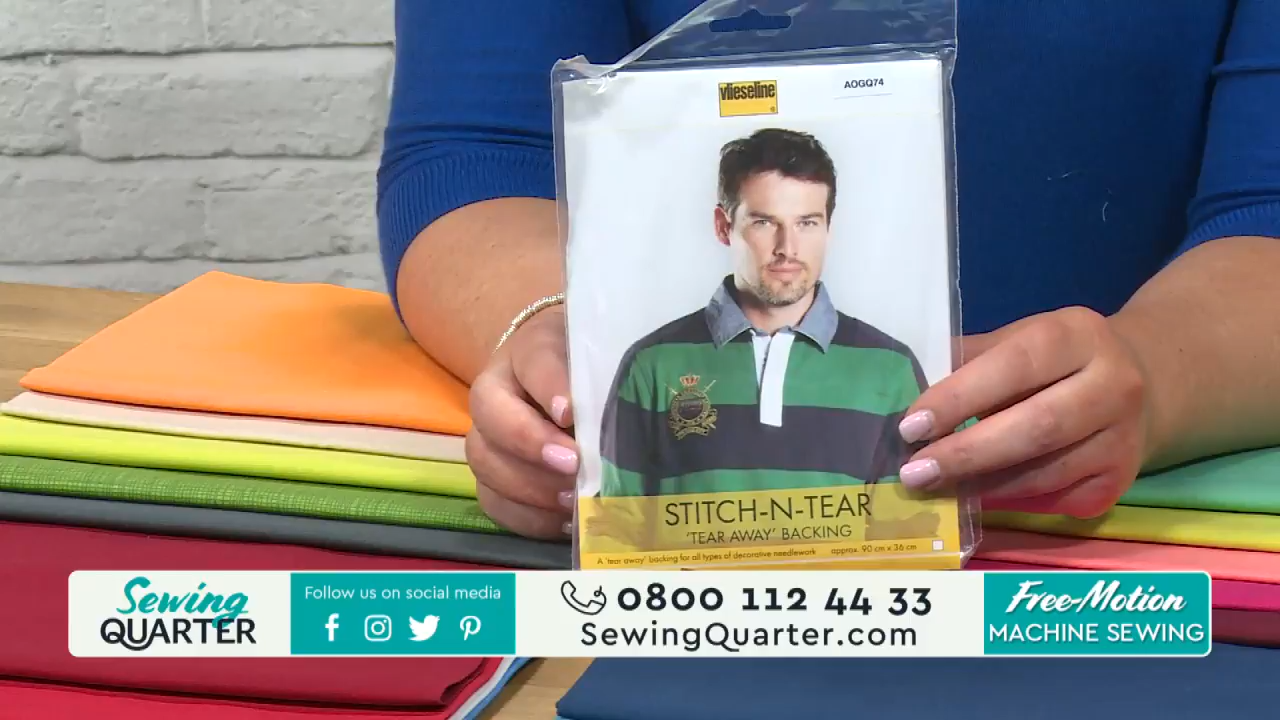 vlieseline
AOGQ74
STITCH-N-TEAR
'TEAR AWAY' BACKING
A 'tear away' backing for all types of decorative needlework approx. 90 cm x 36 cm
Sewing
QUARTER
Follow us on social media
0800 112 44 33
SewingQuarter.com
Free-Motion
MACHINE SEWING